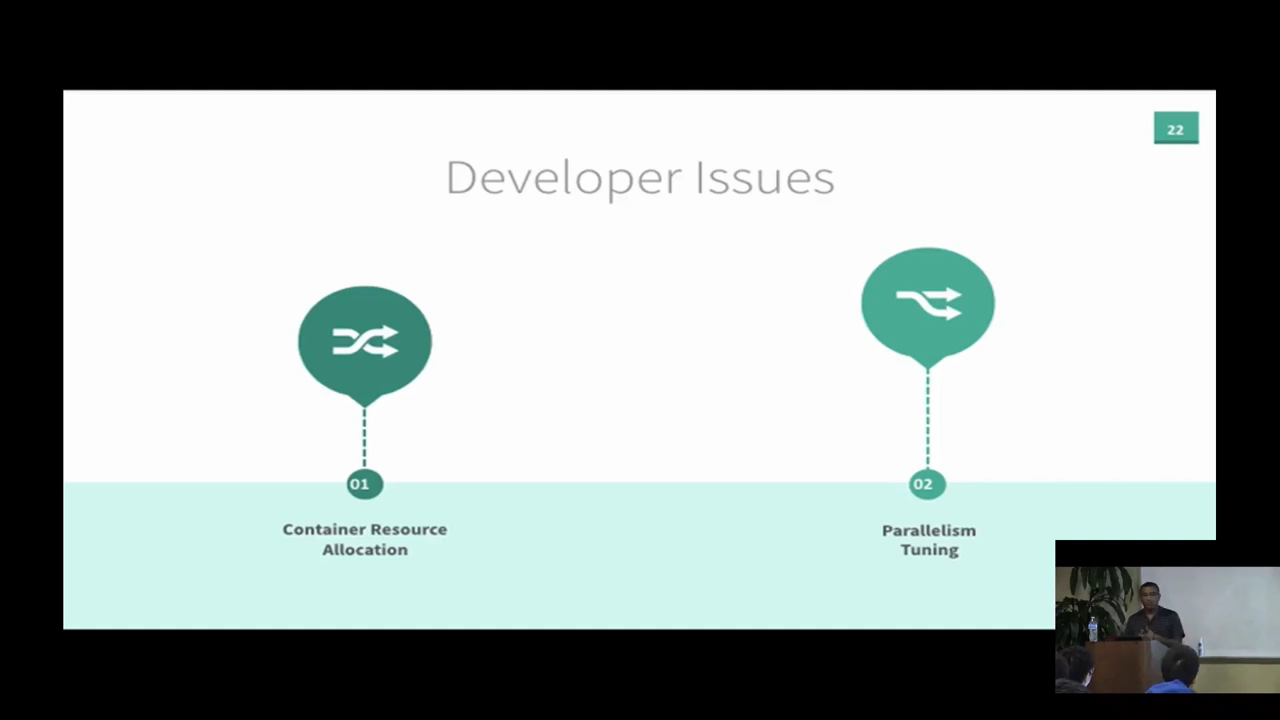 22
Developer Issues
01
02
Container Resource
Allocation
Parallelism
Tuning